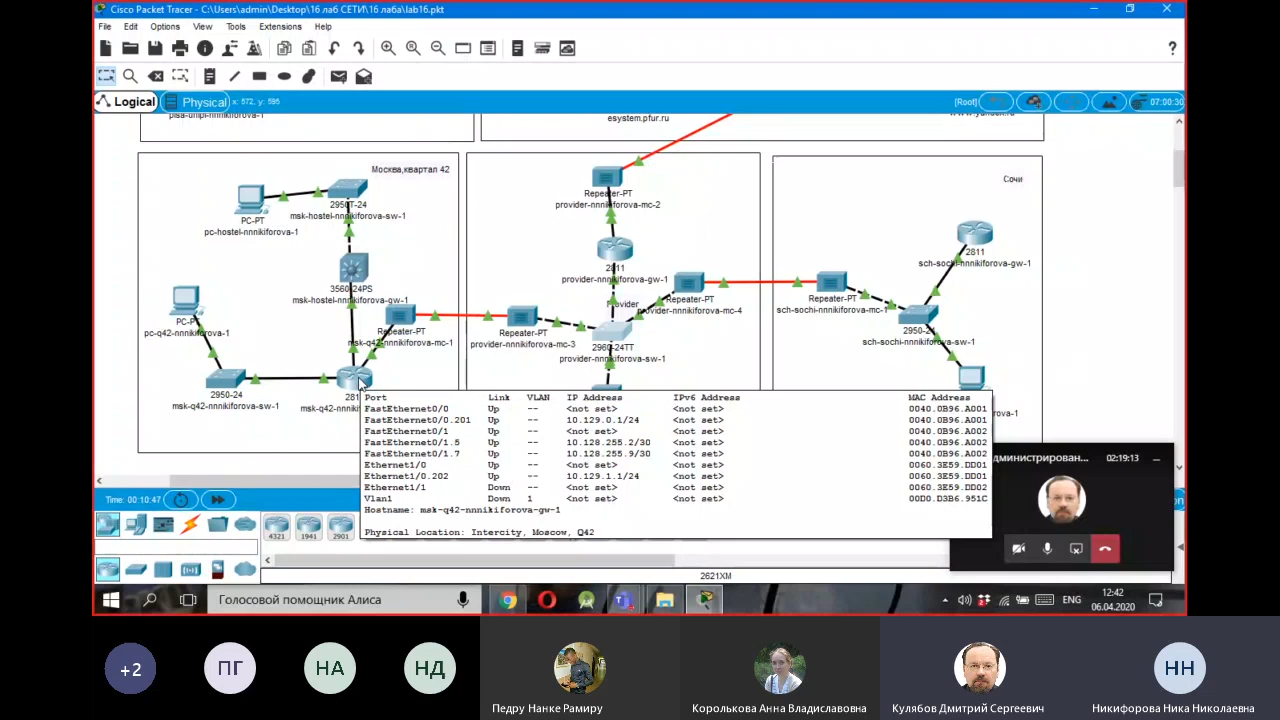 Cisco Packet Tracer - C:\Users\admin\Desktop\16 лаб СЕТИ\16 лаба\lab16.pkt
File Edit Options View Tools Extensions Help
?
Logical Physical x: 572, y: 595 [Root] 07:00:30
pisa-unipi-nnnikiforova-1
esystem.pfur.ru
www.yandex.ru
Москва,квартал 42
Сочи
PC-PT
pc-hostel-nnnikiforova-1
2950T-24
msk-hostel-nnnikiforova-sw-1
3560-24PS
msk-hostel-nnnikiforova-gw-1
pc-q42-nnnikiforova-1
Repeater-PT
msk-q42-nnnikiforova-mc-1
2950-24
msk-q42-nnnikiforova-sw-1
Repeater-PT
provider-nnnikiforova-mc-2
2811
provider-nnnikiforova-gw-1
Provider
Repeater-PT
provider-nnnikiforova-mc-4
Repeater-PT
provider-nnnikiforova-mc-3
2960-24TT
provider-nnnikiforova-sw-1
2811
sch-sochi-nnnikiforova-gw-1
Repeater-PT
sch-sochi-nnnikiforova-mc-1
2950-24
sch-sochi-nnnikiforova-sw-1
Port Link VLAN IP Address IPv6 Address MAC Address
FastEthernet0/0 Up -- <not set> <not set> 0040.0B96.A001
FastEthernet0/0.201 Up -- 10.129.0.1/24 <not set> 0040.0B96.A001
FastEthernet0/1 Up -- <not set> <not set> 0040.0B96.A002
FastEthernet0/1.5 Up -- 10.128.255.2/30 <not set> 0040.0B96.A002
FastEthernet0/1.7 Up -- 10.128.255.9/30 <not set> 0040.0B96.A002
Ethernet1/0 Up -- <not set> <not set> 0060.3E59.DD01
Ethernet1/0.202 Up -- 10.129.1.1/24 <not set> 0060.3E59.DD01
Ethernet1/1 Down -- <not set> <not set> 0060.3E59.DD02
Vlan1 Down 1 <not set> <not set> 00D0.D3B6.951C
Hostname: msk-q42-nnnikiforova-gw-1
Physical Location: Intercity, Moscow, Q42
02:19:13
Time: 00:10:47
4321 1941 2901
2621XM
Голосовой помощник Алиса
ENG
12:42
06.04.2020
+2
ПГ
НА
НД
НН
Педру Нанке Рамиру
Королькова Анна Владиславовна
Кулябов Дмитрий Сергеевич
Никифорова Ника Николаевна